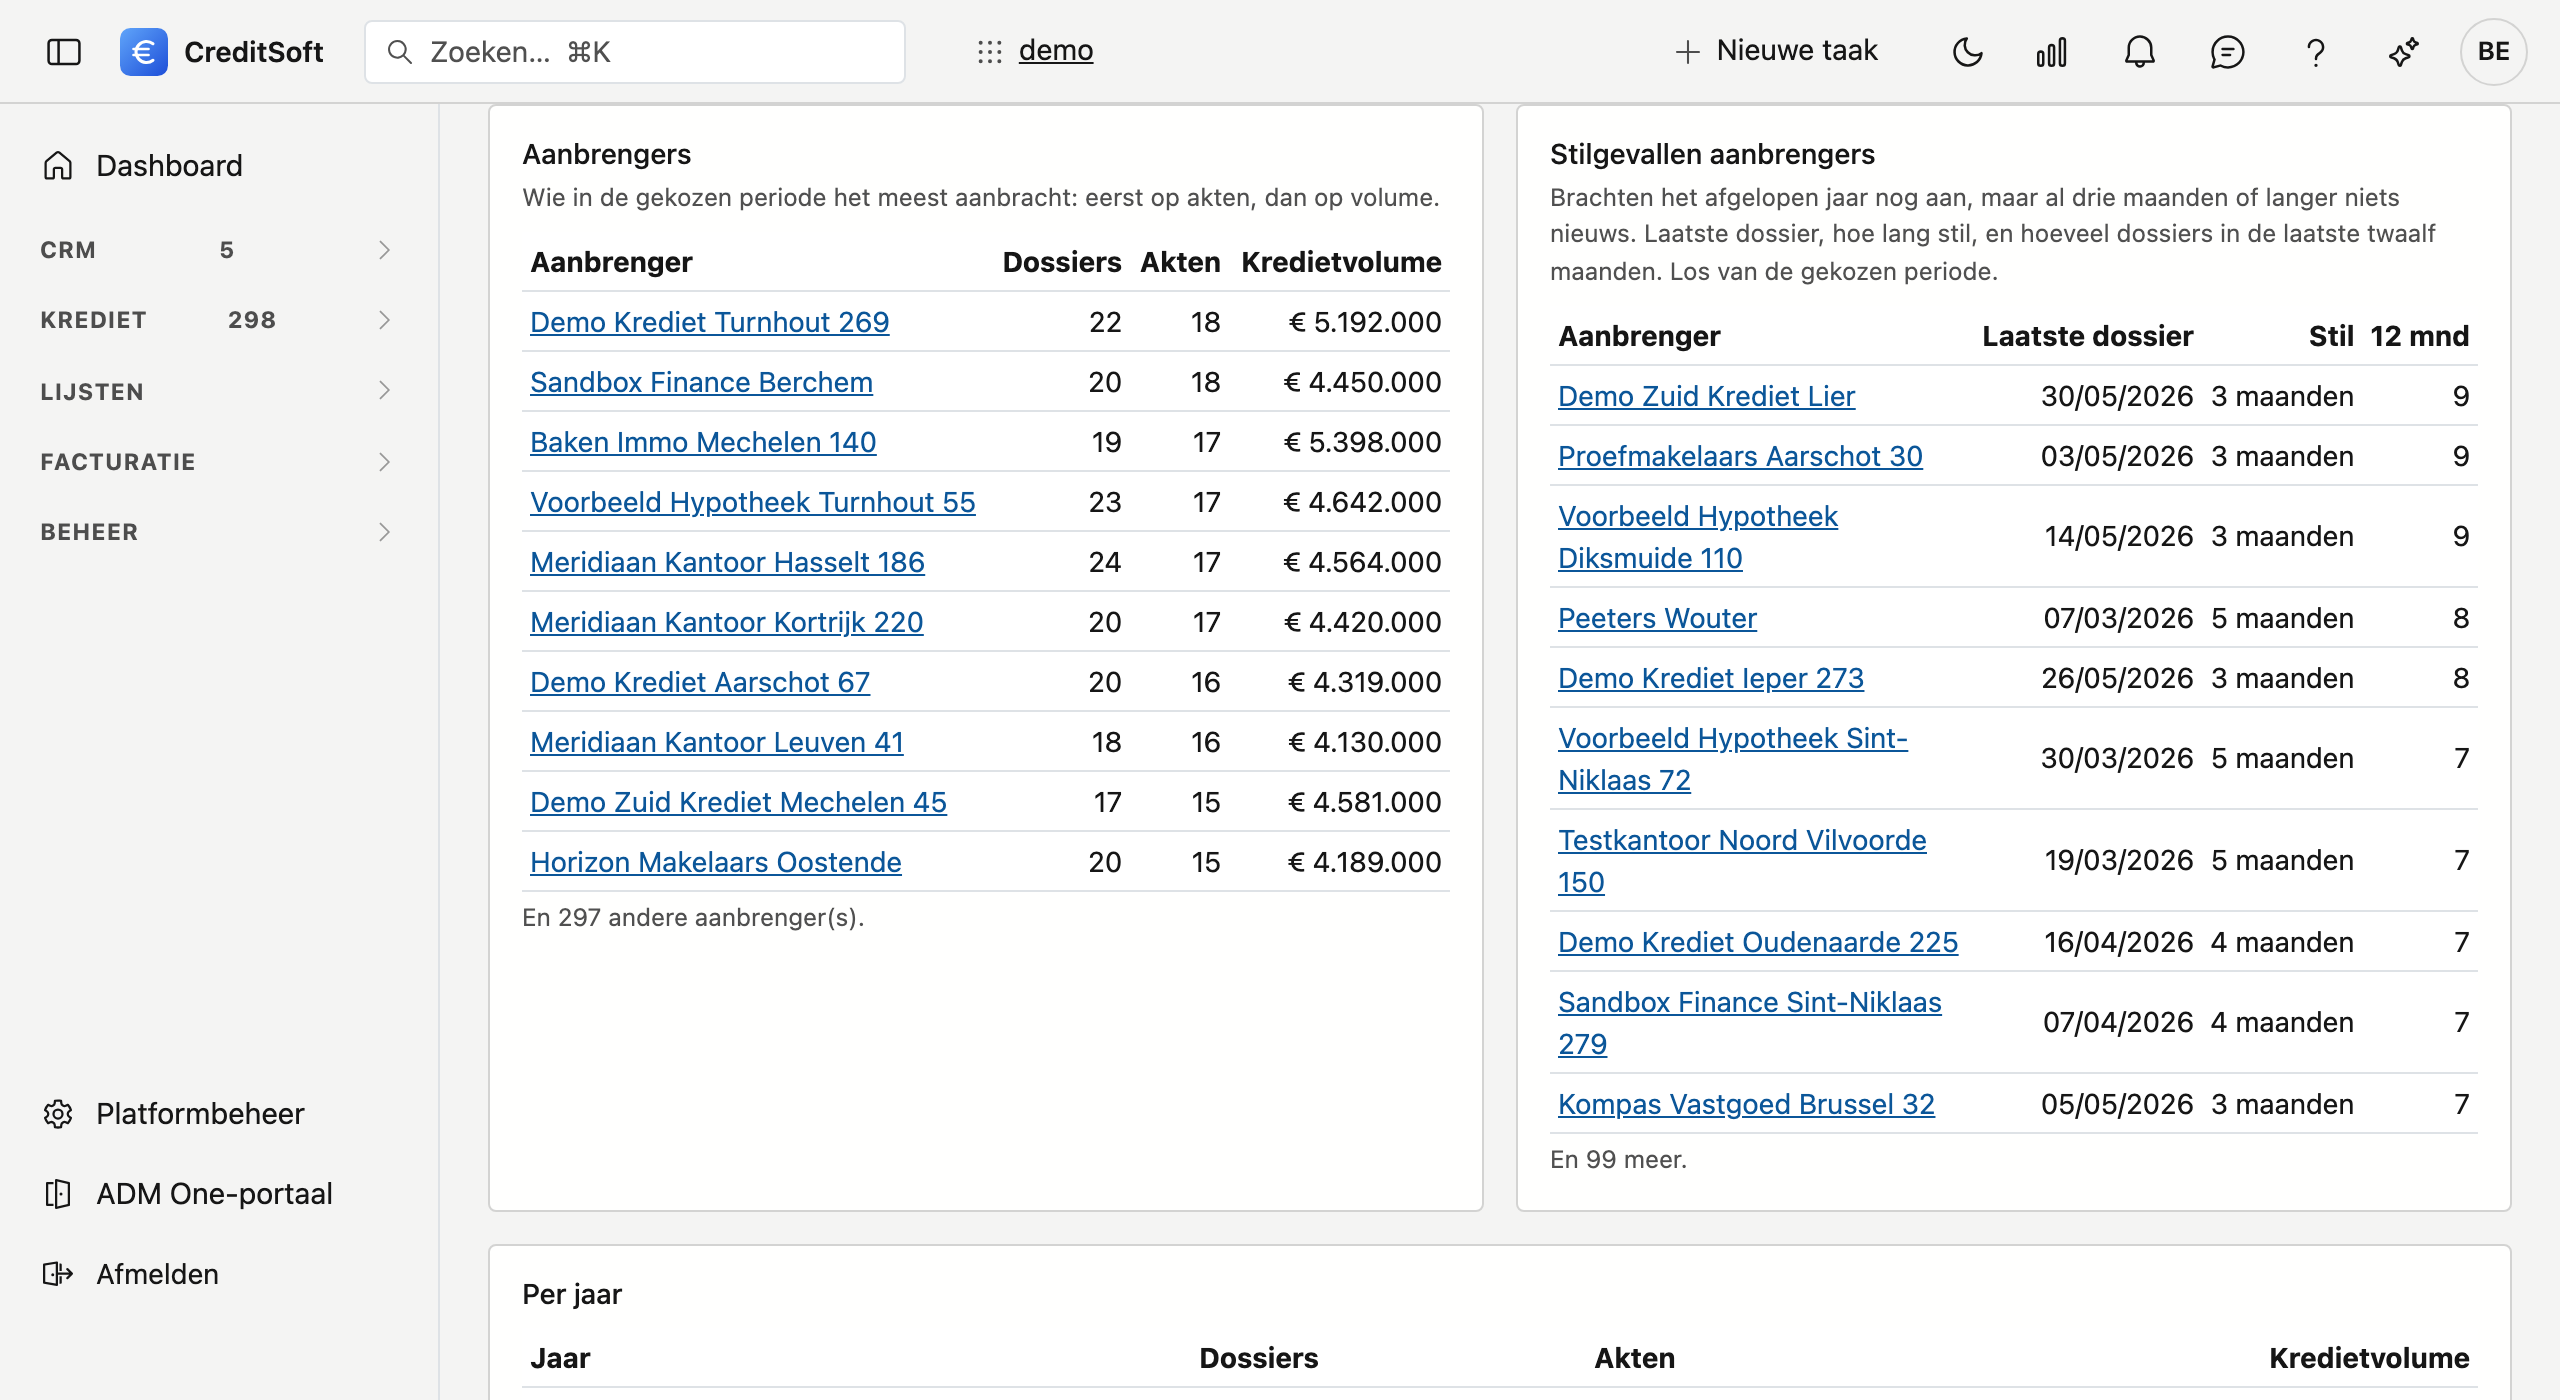 CreditSoft
Zoeken... ⌘K
demo
Nieuwe taak
BE
Dashboard
CRM 5
KREDIET 298
LIJSTEN
FACTURATIE
BEHEER
Platformbeheer
ADM One-portaal
Afmelden
Aanbrengers
Wie in de gekozen periode het meest aanbracht: eerst op akten, dan op volume.
Aanbrenger Dossiers Akten Kredietvolume
Demo Krediet Turnhout 269 22 18 € 5.192.000
Sandbox Finance Berchem 20 18 € 4.450.000
Baken Immo Mechelen 140 19 17 € 5.398.000
Voorbeeld Hypotheek Turnhout 55 23 17 € 4.642.000
Meridiaan Kantoor Hasselt 186 24 17 € 4.564.000
Meridiaan Kantoor Kortrijk 220 20 17 € 4.420.000
Demo Krediet Aarschot 67 20 16 € 4.319.000
Meridiaan Kantoor Leuven 41 18 16 € 4.130.000
Demo Zuid Krediet Mechelen 45 17 15 € 4.581.000
Horizon Makelaars Oostende 20 15 € 4.189.000
En 297 andere aanbrenger(s).
Stilgevallen aanbrengers
Brachten het afgelopen jaar nog aan, maar al drie maanden of langer niets
nieuws. Laatste dossier, hoe lang stil, en hoeveel dossiers in de laatste twaalf
maanden. Los van de gekozen periode.
Aanbrenger Laatste dossier Stil 12 mnd
Demo Zuid Krediet Lier 30/05/2026 3 maanden 9
Proefmakelaars Aarschot 30 03/05/2026 3 maanden 9
Voorbeeld Hypotheek
Diksmuide 110 14/05/2026 3 maanden 9
Peeters Wouter 07/03/2026 5 maanden 8
Demo Krediet Ieper 273 26/05/2026 3 maanden 8
Voorbeeld Hypotheek Sint-
Niklaas 72 30/03/2026 5 maanden 7
Testkantoor Noord Vilvoorde
150 19/03/2026 5 maanden 7
Demo Krediet Oudenaarde 225 16/04/2026 4 maanden 7
Sandbox Finance Sint-Niklaas
279 07/04/2026 4 maanden 7
Kompas Vastgoed Brussel 32 05/05/2026 3 maanden 7
En 99 meer.
Per jaar
Jaar Dossiers Akten Kredietvolume